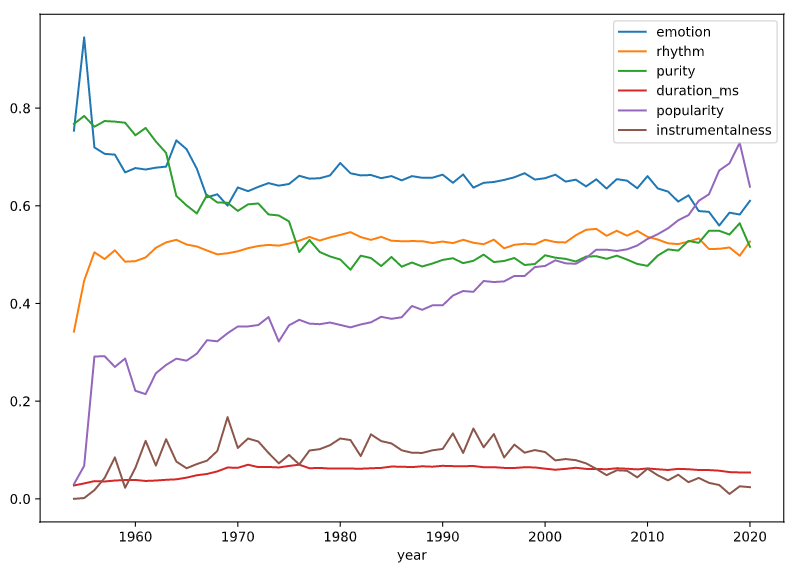 emotion
rhythm
purity
duration_ms
popularity
instrumentalness
0.8
0.6
0.4
0.2
0.0
1960 1970 1980 1990 2000 2010 2020
year